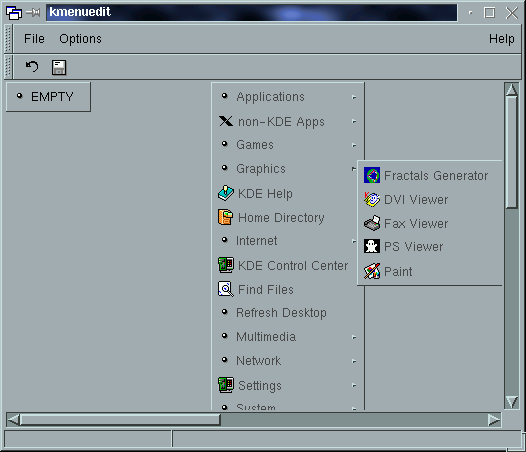 kmenuedit
File Options Help
EMPTY
Applications
non-KDE Apps
Games
Graphics
KDE Help
Home Directory
Internet
KDE Control Center
Find Files
Refresh Desktop
Multimedia
Network
Settings
System
Fractals Generator
DVI Viewer
Fax Viewer
PS Viewer
Paint